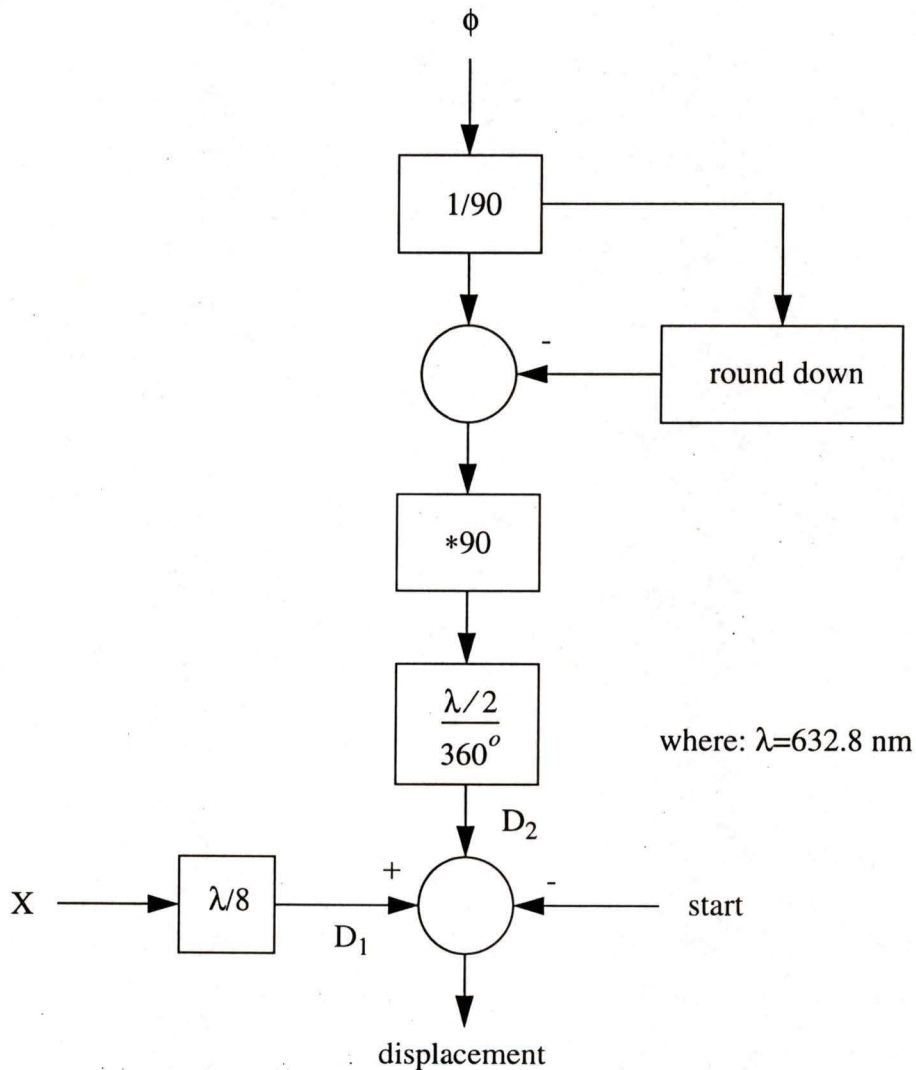 ϕ
1/90
-
round down
*90
λ/2
360°
where: λ=632.8 nm
D₂
X
λ/8
+
-
start
D₁
displacement